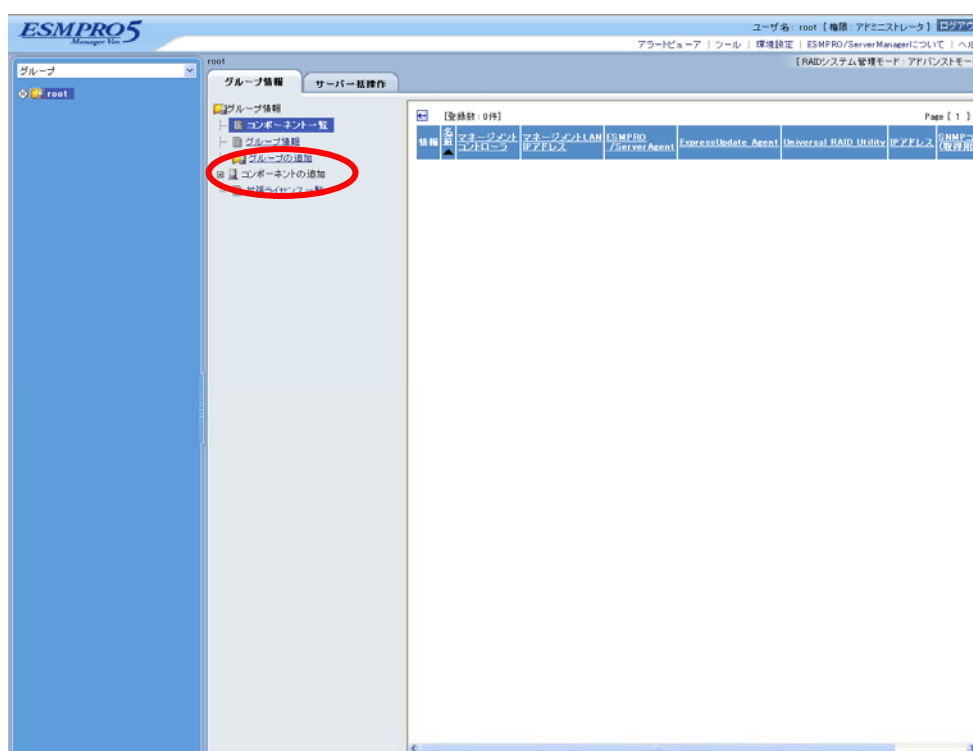 ESMPRO5
Manager Ver.
ユーザ名: root 【 権限: アドミニストレータ】 ログアウ
アラートビューア | ツール | 環境設定 | ESMPRO/ServerManagerについて | ヘル
【 RAIDシステム管理モード: アドバンストモー
グループ
root
root
グループ情報
サーバ一括操作
グループ情報
コンポーネント一覧
グループ情報
グループの追加
コンポーネントの追加
拡張ライセンス一覧
[登録数: 0件]
Page [ 1 ]
情報
名前
マネージメント
コントローラ
マネージメントLAN
IPアドレス
ESMPRO
/ServerAgent
ExpressUpdate Agent
Universal RAID Utility
IPアドレス
SNMPコ
(取得用